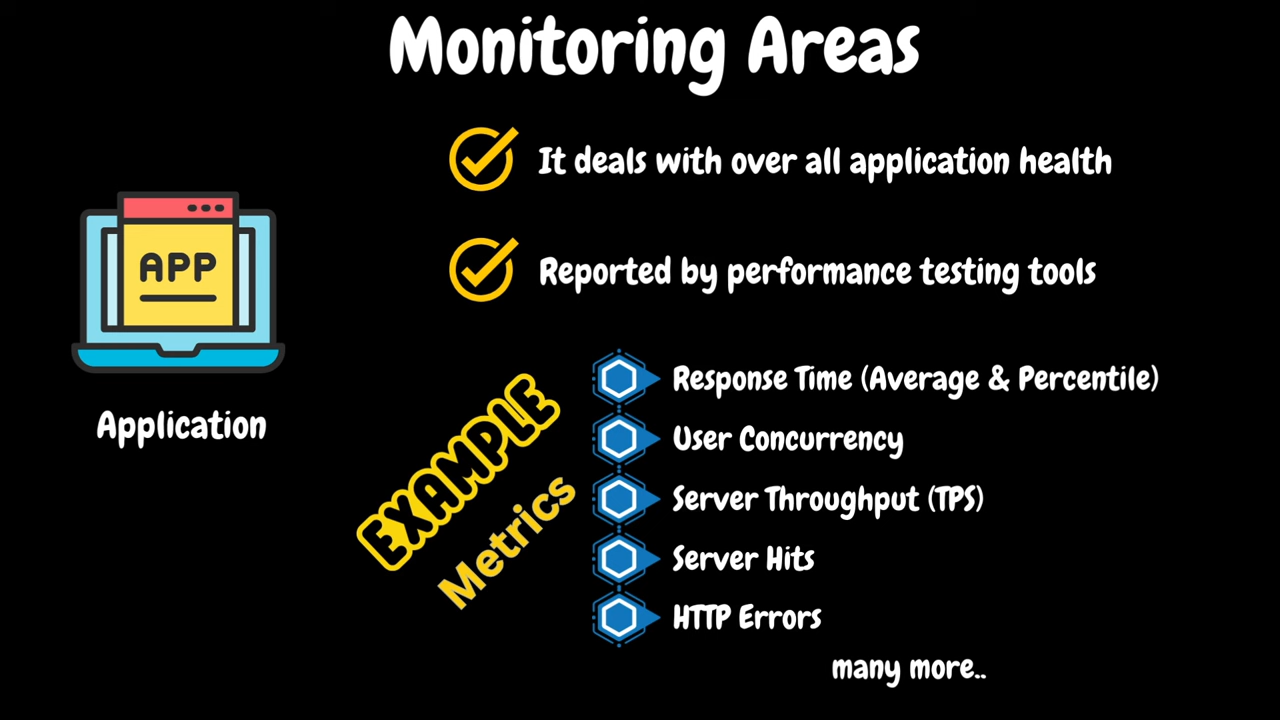 Monitoring Areas
It deals with over all application health
Reported by performance testing tools
APP
Application
EXAMPLE
Metrics
Response Time (Average & Percentile)
User Concurrency
Server Throughput (TPS)
Server Hits
HTTP Errors
many more..